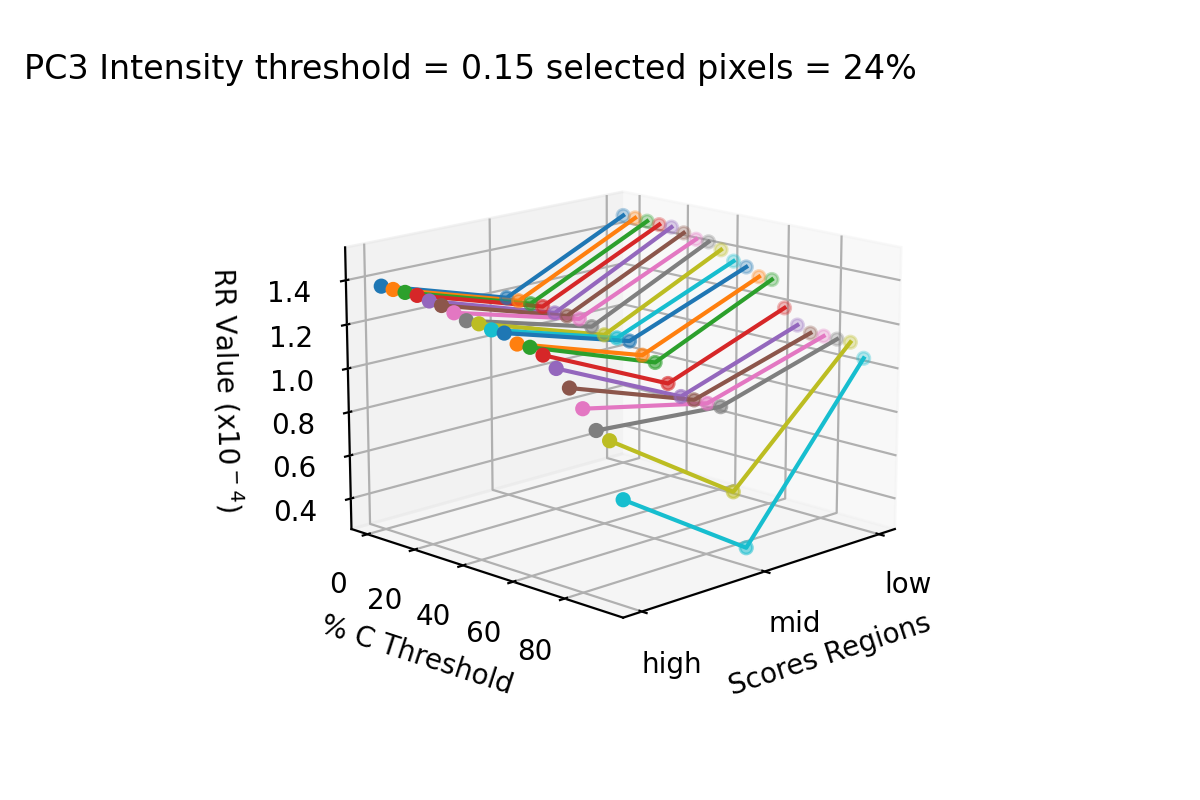 PC3 Intensity threshold = 0.15 selected pixels = 24%
RR Value (x10⁻⁴)
1.4
1.2
1.0
0.8
0.6
0.4
0
20
40
60
80
% C Threshold
high
mid
low
Scores Regions